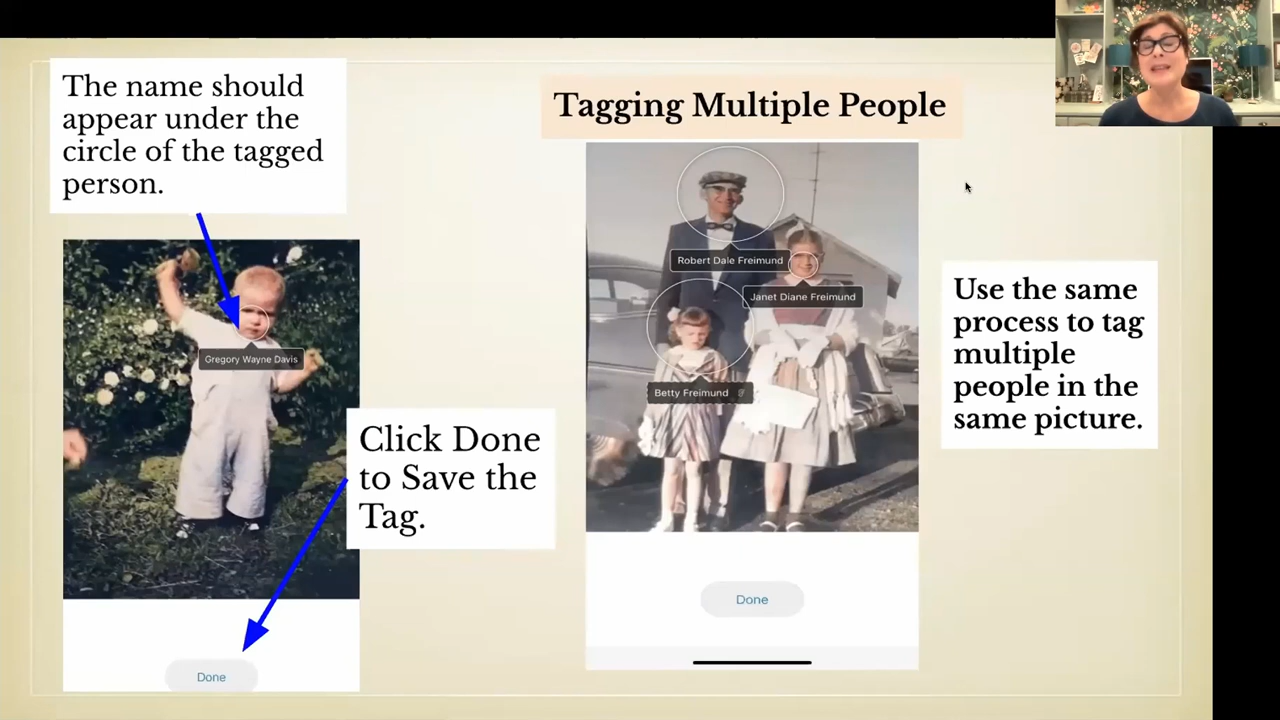 The name should
appear under the
circle of the tagged
person.
Gregory Wayne Davis
Click Done
to Save the
Tag.
Done
Tagging Multiple People
Robert Dale Freimund
Janet Diane Freimund
Betty Freimund
Done
Use the same
process to tag
multiple
people in the
same picture.